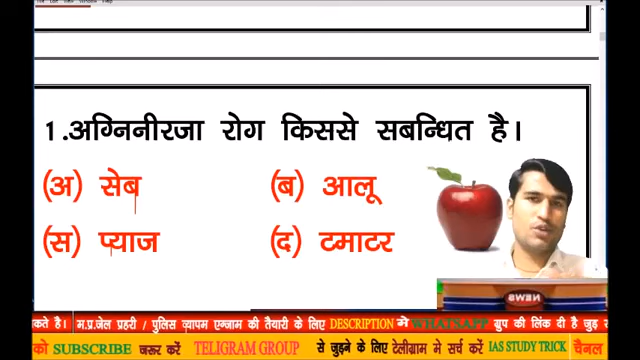 1.अग्निनीरजा रोग किससे सबन्धित है।
(अ) सेब (ब) आलू
(स) प्याज (द) टमाटर
NEWS
कते है। म.प्र.जेल प्रहरी / पुलिस व्यापम एग्जाम की तैयारी के लिए DESCRIPTION मे WHATSAPP ग्रुप की लिंक दी है जुड़
को SUBSCRIBE जरूर करें TELIGRAM GROUP से जुड़ने के लिए टेलीग्राम मे सर्च करें IAS STUDY TRICK चैनल